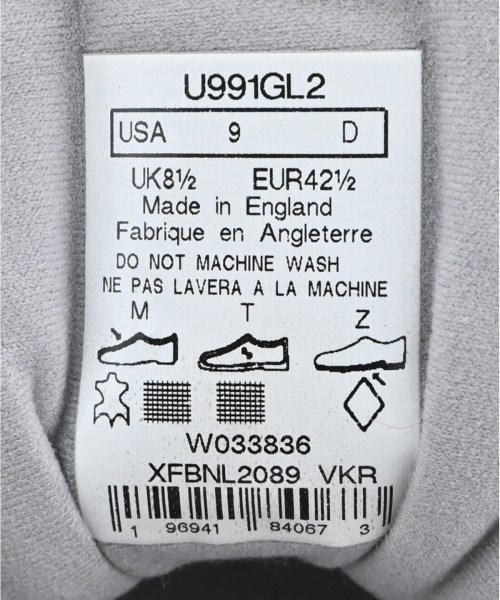 U991GL2
USA 9 D
UK8½ EUR42½
Made in England
Fabrique en Angleterre
DO NOT MACHINE WASH
NE PAS LAVERA A LA MACHINE
M T Z
W033836
XFBNL2089 VKR
1 96941 84067 3